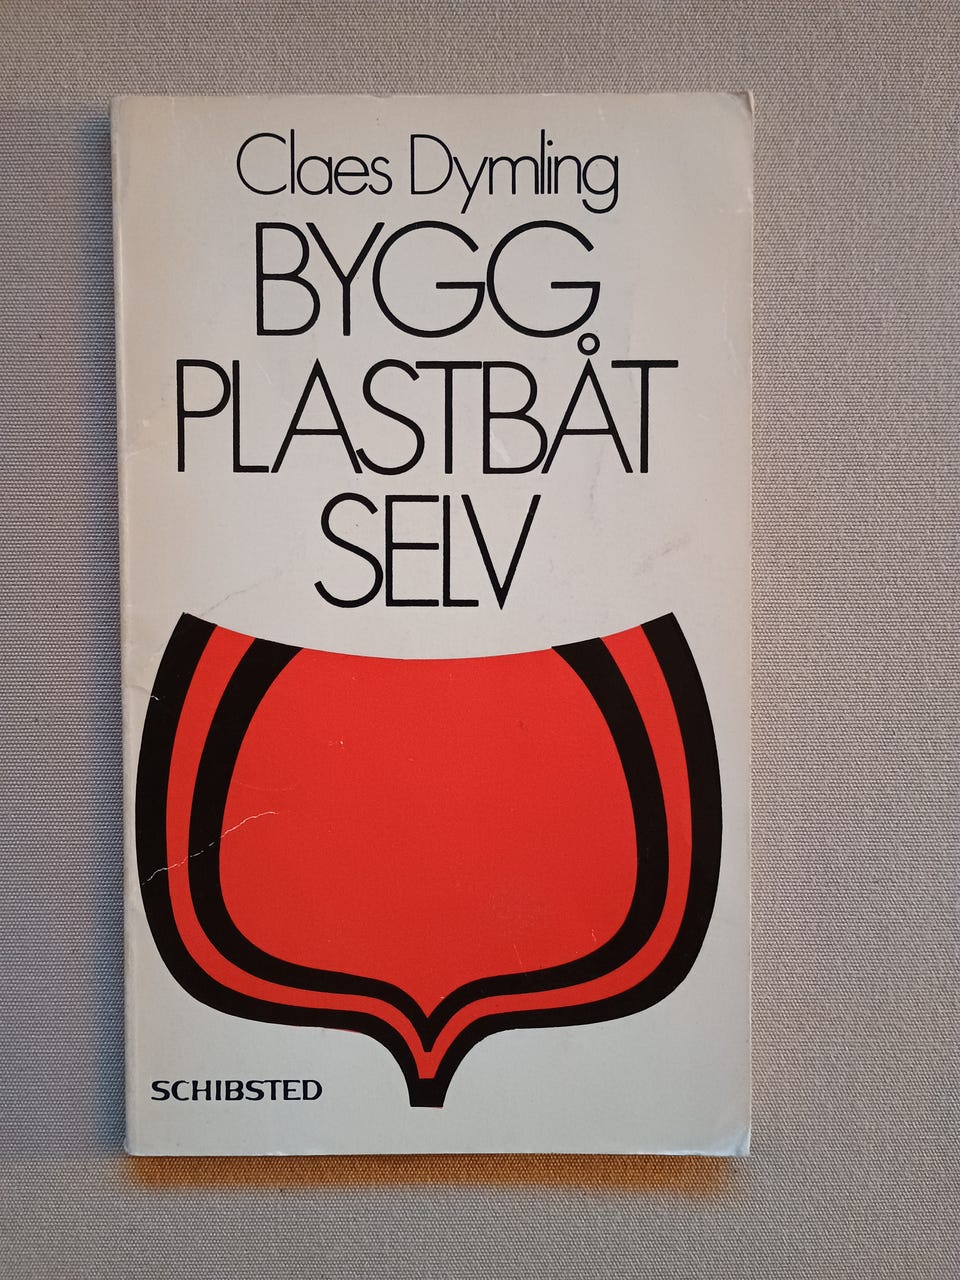 Claes Dymling
BYGG
PLASTBÅT
SELV
SCHIBSTED